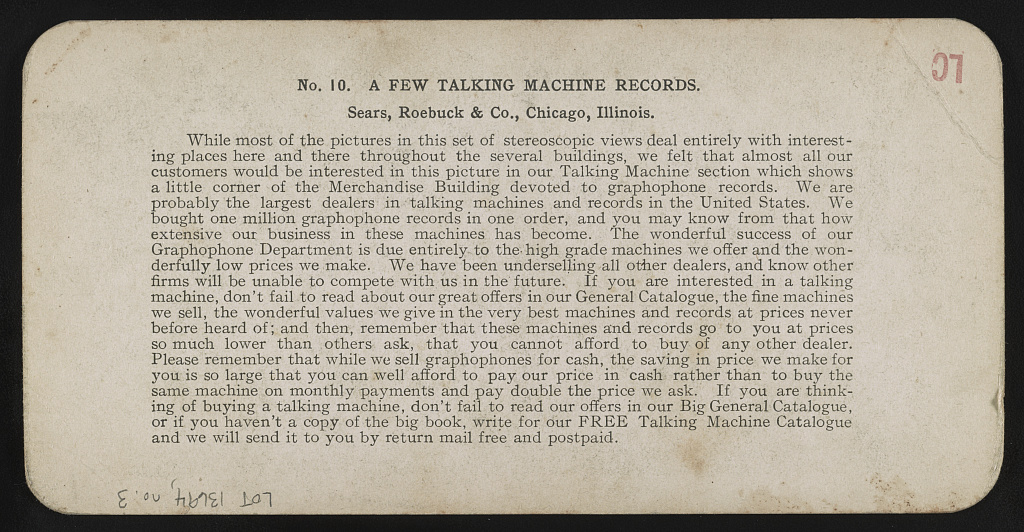 LC
No. 10. A FEW TALKING MACHINE RECORDS.
Sears, Roebuck & Co., Chicago, Illinois.
While most of the pictures in this set of stereoscopic views deal entirely with interest-
ing places here and there throughout the several buildings, we felt that almost all our
customers would be interested in this picture in our Talking Machine section which shows
a little corner of the Merchandise Building devoted to graphophone records. We are
probably the largest dealers in talking machines and records in the United States. We
bought one million graphophone records in one order, and you may know from that how
extensive our business in these machines has become. The wonderful success of our
Graphophone Department is due entirely to the high grade machines we offer and the won-
derfully low prices we make. We have been underselling all other dealers, and know other
firms will be unable to compete with us in the future. If you are interested in a talking
machine, don't fail to read about our great offers in our General Catalogue, the fine machines
we sell, the wonderful values we give in the very best machines and records at prices never
before heard of; and then, remember that these machines and records go to you at prices
so much lower than others ask, that you cannot afford to buy of any other dealer.
Please remember that while we sell graphophones for cash, the saving in price we make for
you is so large that you can well afford to pay our price in cash rather than to buy the
same machine on monthly payments and pay double the price we ask. If you are think-
ing of buying a talking machine, don't fail to read our offers in our Big General Catalogue,
or if you haven't a copy of the big book, write for our FREE Talking Machine Catalogue
and we will send it to you by return mail free and postpaid.
LOT 13694, no. 3